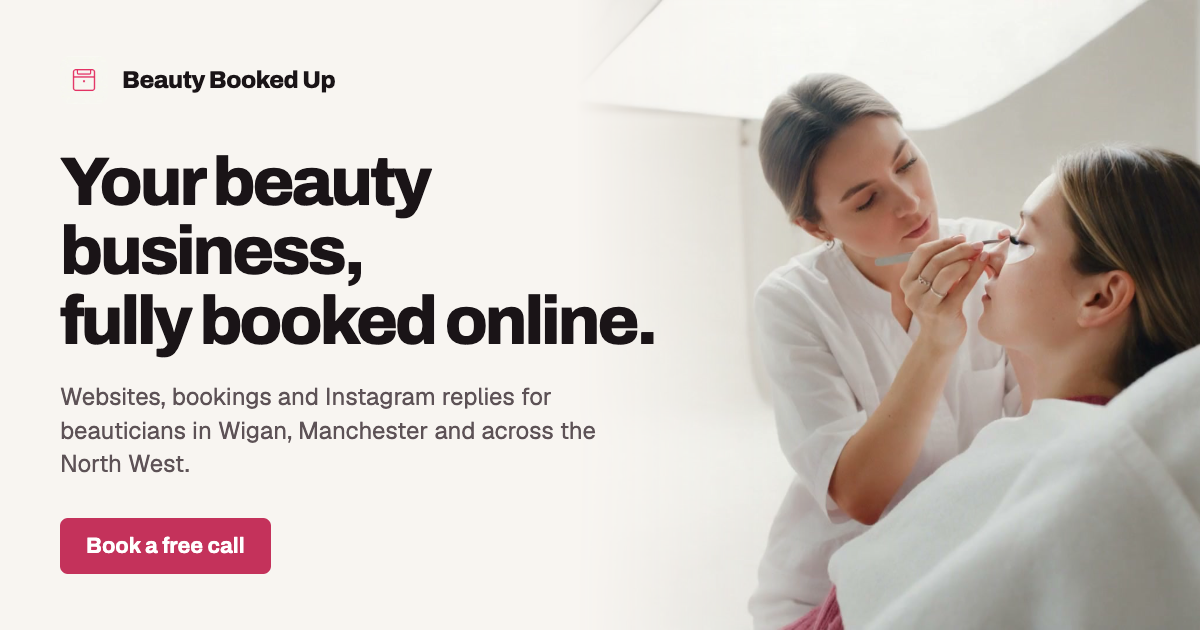 Beauty Booked Up
Your beauty
business,
fully booked online.
Websites, bookings and Instagram replies for
beauticians in Wigan, Manchester and across the
North West.
Book a free call